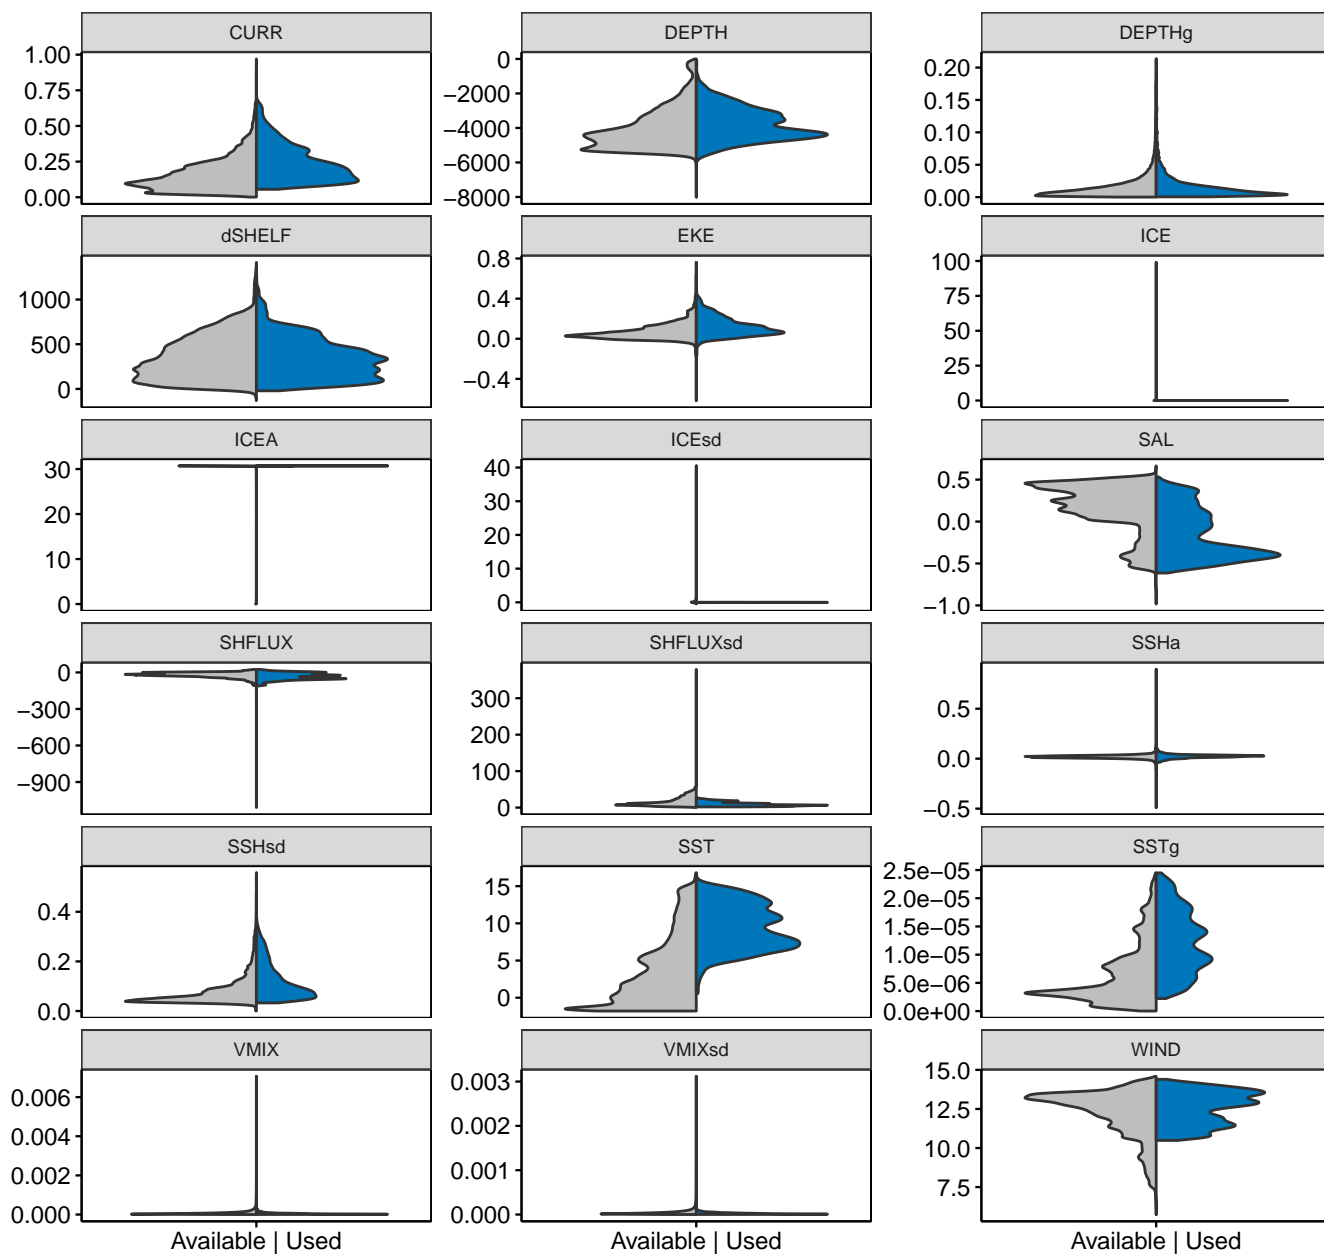 CURR
DEPTH
DEPTHg
1.00
0.75
0.50
0.25
0.00
0
−2000
−4000
−6000
−8000
0.20
0.15
0.10
0.05
0.00
dSHELF
EKE
ICE
1000
500
0
0.8
0.4
0.0
−0.4
100
75
50
25
0
ICEA
ICEsd
SAL
30
20
10
0
40
30
20
10
0
0.5
0.0
−0.5
−1.0
SHFLUX
SHFLUXsd
SSHa
0
−300
−600
−900
300
200
100
0
0.5
0.0
−0.5
SSHsd
SST
SSTg
0.4
0.2
0.0
15
10
5
0
2.5e−05
2.0e−05
1.5e−05
1.0e−05
5.0e−06
0.0e+00
VMIX
VMIXsd
WIND
0.006
0.004
0.002
0.000
0.003
0.002
0.001
0.000
15.0
12.5
10.0
7.5
Available | Used
Available | Used
Available | Used